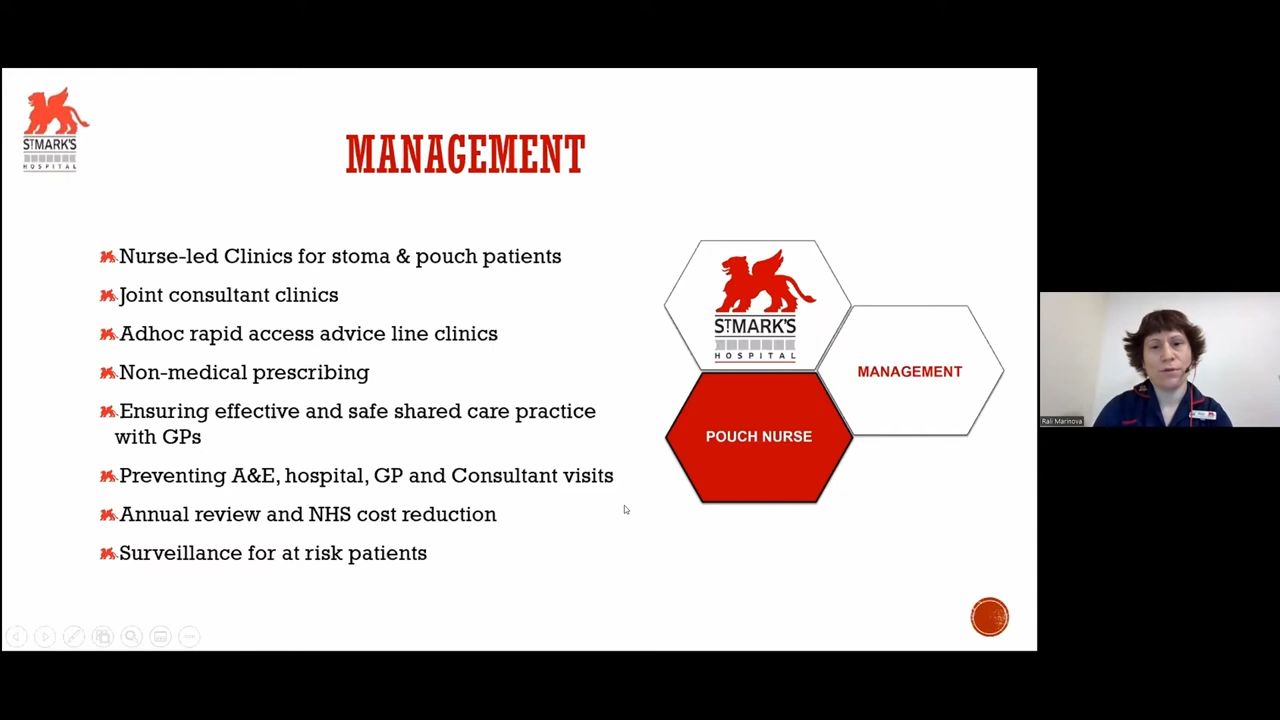 ST MARK'S
HOSPITAL
MANAGEMENT
Nurse-led Clinics for stoma & pouch patients
Joint consultant clinics
Adhoc rapid access advice line clinics
Non-medical prescribing
Ensuring effective and safe shared care practice
with GPs
Preventing A&E, hospital, GP and Consultant visits
Annual review and NHS cost reduction
Surveillance for at risk patients
ST MARK'S
HOSPITAL
MANAGEMENT
POUCH NURSE
Rali Marinova